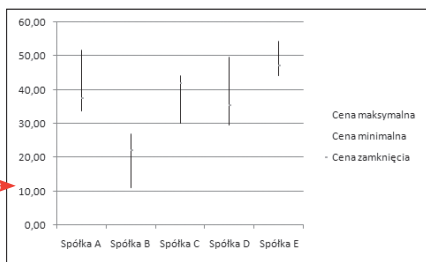 60,00
50,00
40,00
30,00
20,00
10,00
0,00
Spółka A Spółka B Spółka C Spółka D Spółka E
Cena maksymalna
Cena minimalna
Cena zamknięcia